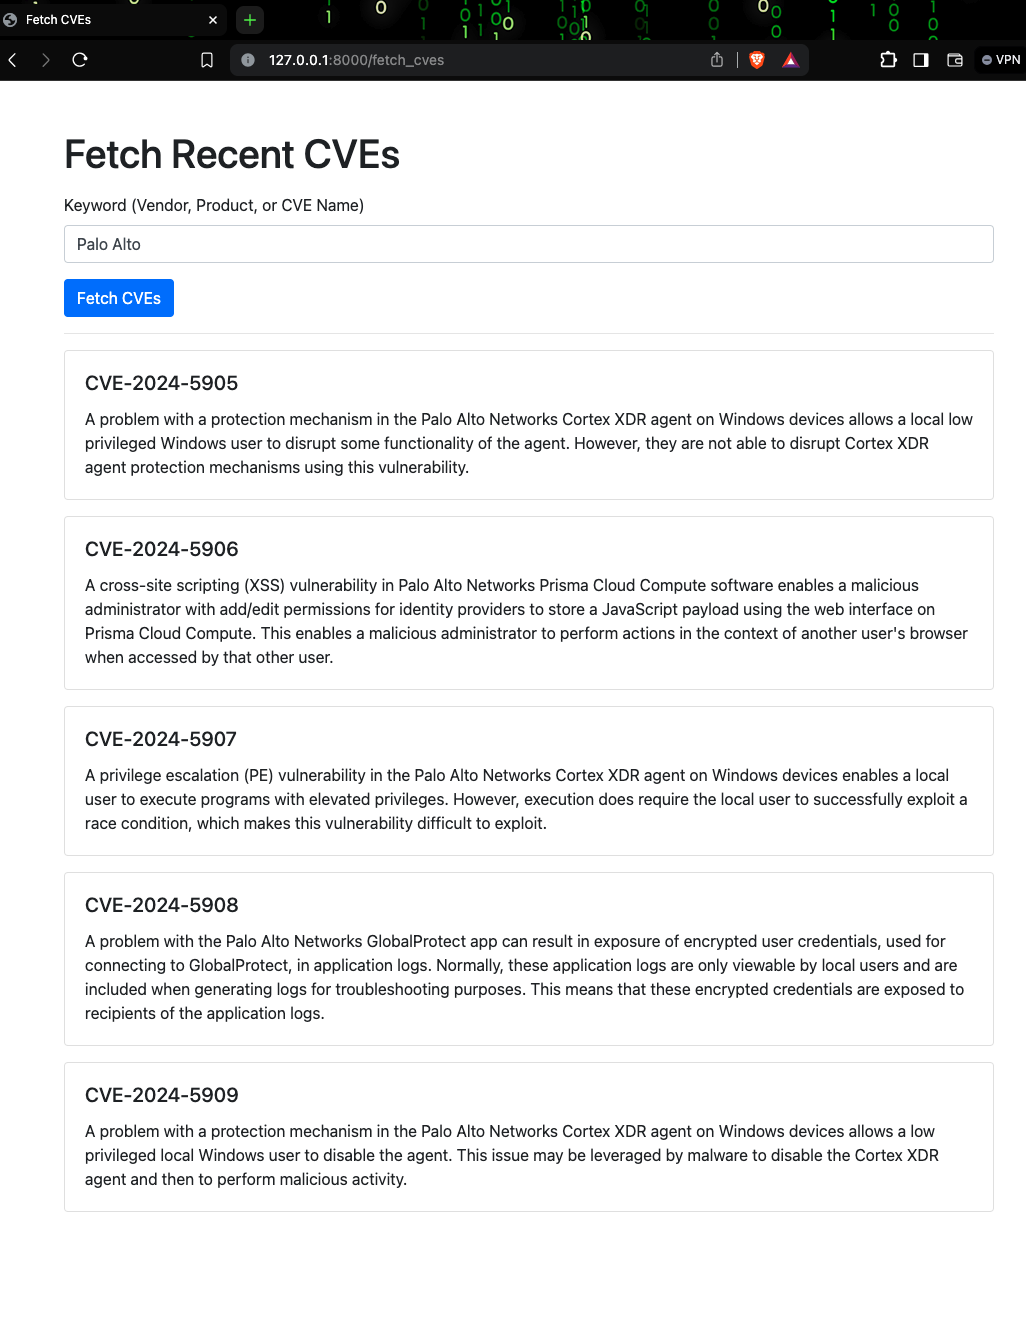 Fetch CVEs
127.0.0.1:8000/fetch_cves
VPN
Fetch Recent CVEs
Keyword (Vendor, Product, or CVE Name)
Palo Alto
Fetch CVEs
CVE-2024-5905
A problem with a protection mechanism in the Palo Alto Networks Cortex XDR agent on Windows devices allows a local low
privileged Windows user to disrupt some functionality of the agent. However, they are not able to disrupt Cortex XDR
agent protection mechanisms using this vulnerability.
CVE-2024-5906
A cross-site scripting (XSS) vulnerability in Palo Alto Networks Prisma Cloud Compute software enables a malicious
administrator with add/edit permissions for identity providers to store a JavaScript payload using the web interface on
Prisma Cloud Compute. This enables a malicious administrator to perform actions in the context of another user's browser
when accessed by that other user.
CVE-2024-5907
A privilege escalation (PE) vulnerability in the Palo Alto Networks Cortex XDR agent on Windows devices enables a local
user to execute programs with elevated privileges. However, execution does require the local user to successfully exploit a
race condition, which makes this vulnerability difficult to exploit.
CVE-2024-5908
A problem with the Palo Alto Networks GlobalProtect app can result in exposure of encrypted user credentials, used for
connecting to GlobalProtect, in application logs. Normally, these application logs are only viewable by local users and are
included when generating logs for troubleshooting purposes. This means that these encrypted credentials are exposed to
recipients of the application logs.
CVE-2024-5909
A problem with a protection mechanism in the Palo Alto Networks Cortex XDR agent on Windows devices allows a low
privileged local Windows user to disable the agent. This issue may be leveraged by malware to disable the Cortex XDR
agent and then to perform malicious activity.